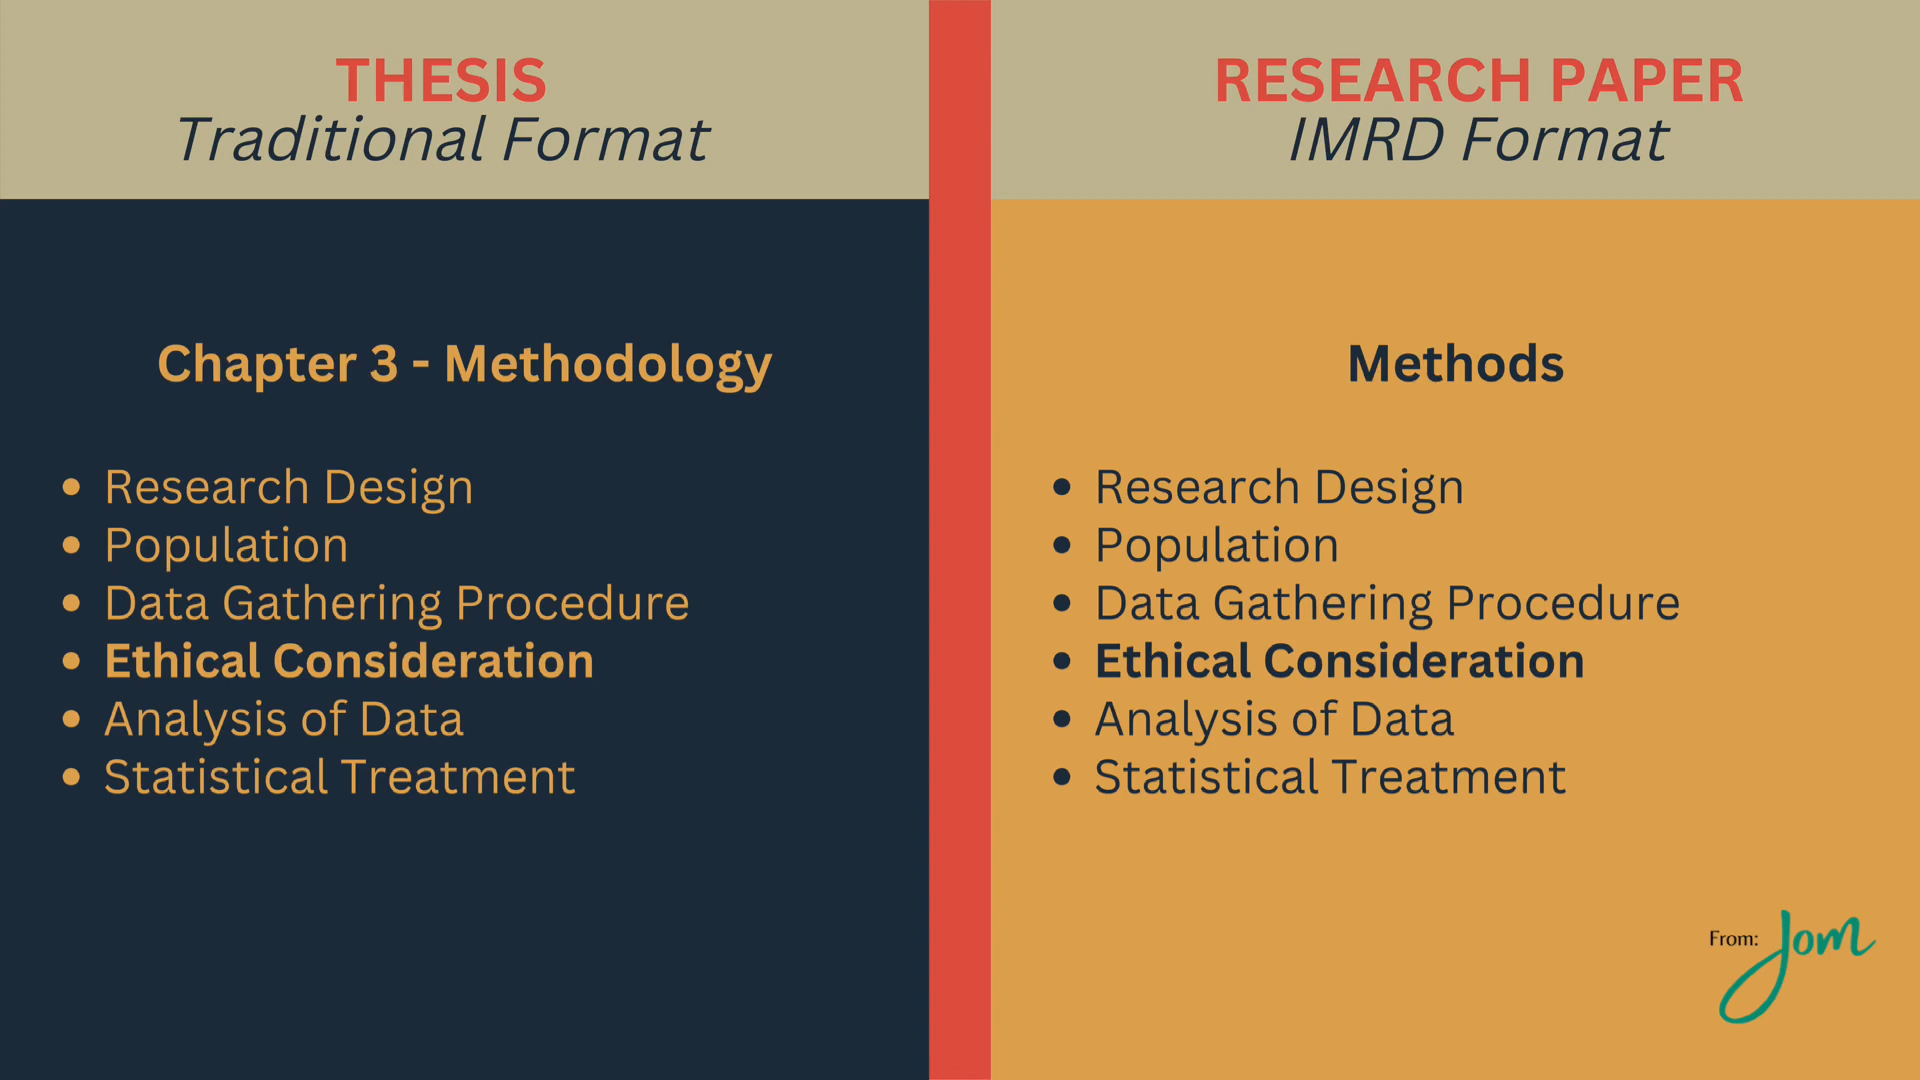 THESIS
Traditional Format
Chapter 3 - Methodology
• Research Design
• Population
• Data Gathering Procedure
• Ethical Consideration
• Analysis of Data
• Statistical Treatment
RESEARCH PAPER
IMRD Format
Methods
• Research Design
• Population
• Data Gathering Procedure
• Ethical Consideration
• Analysis of Data
• Statistical Treatment
From: Jom